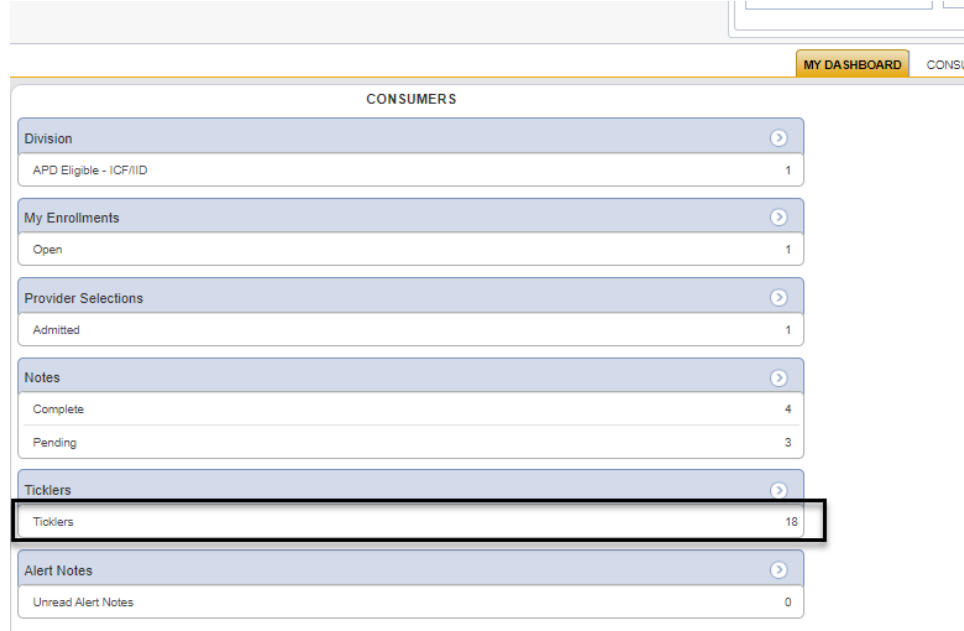 MY DASHBOARD CONSU
CONSUMERS
Division
APD Eligible - ICF/IID 1
My Enrollments
Open 1
Provider Selections
Admitted 1
Notes
Complete 4
Pending 3
Ticklers
Ticklers 18
Alert Notes
Unread Alert Notes 0